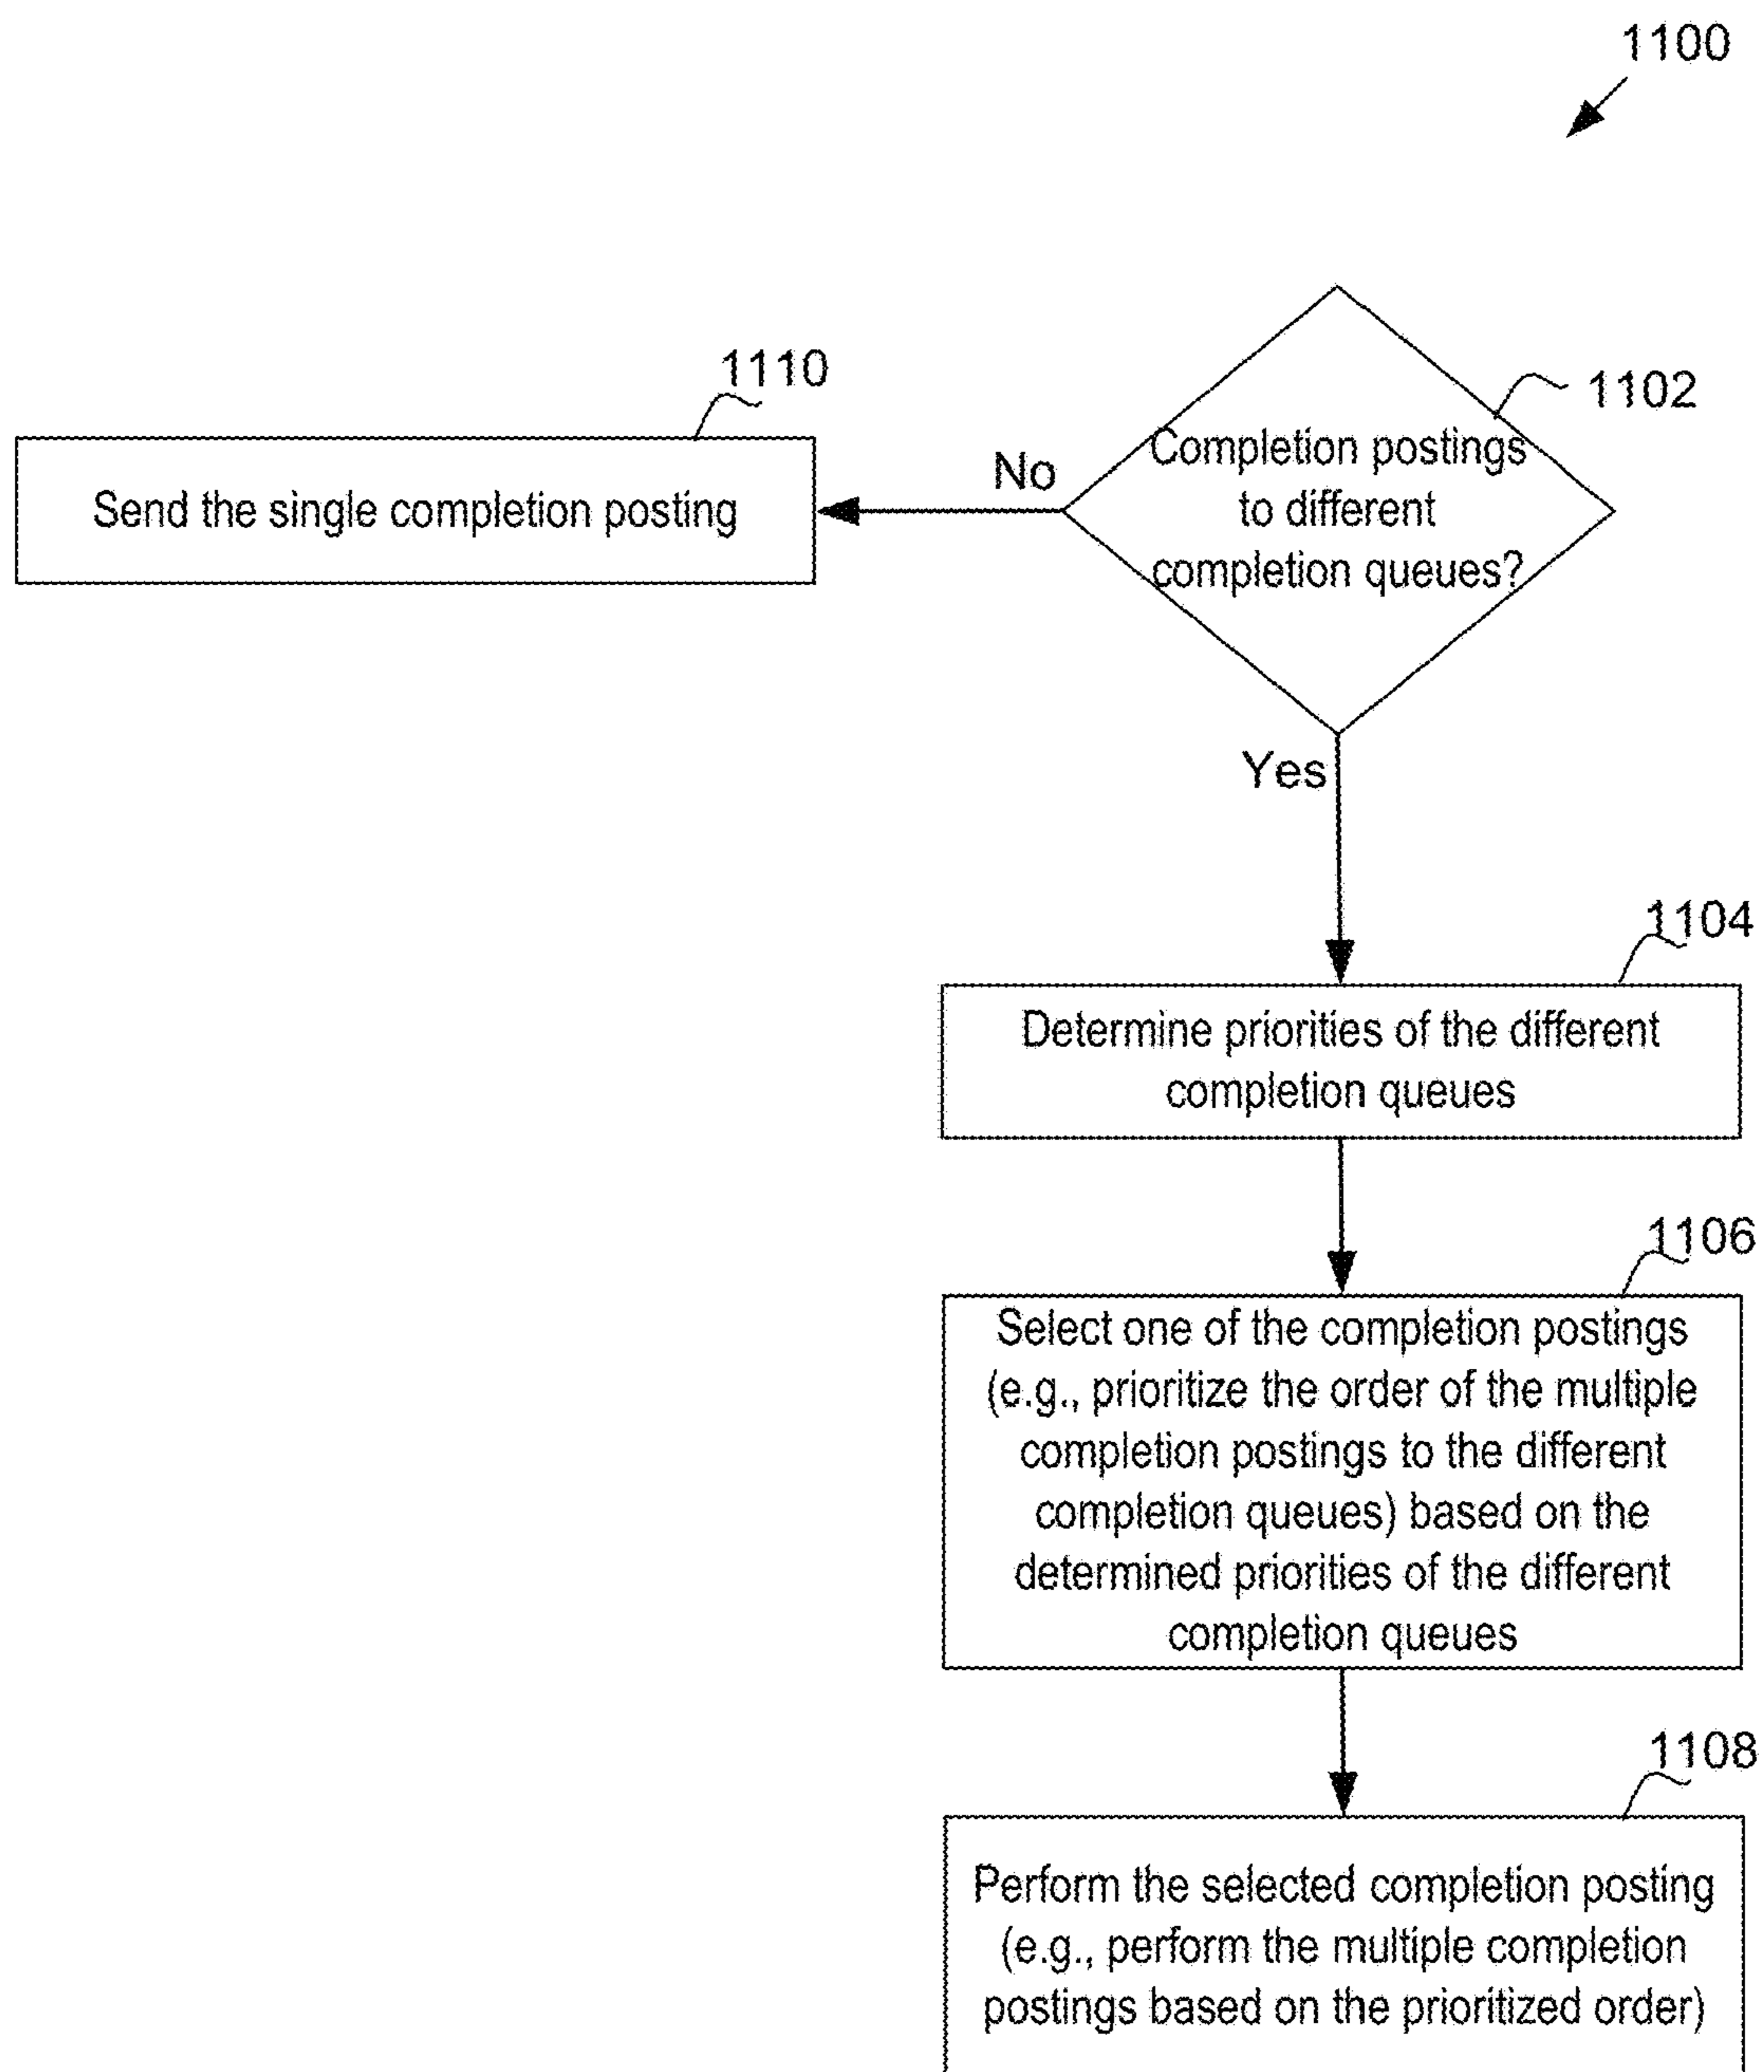 1100
1110
1102
Send the single completion posting
No
Completion postings
to different
completion queues?
Yes
1104
Determine priorities of the different
completion queues
1106
Select one of the completion postings
(e.g., prioritize the order of the multiple
completion postings to the different
completion queues) based on the
determined priorities of the different
completion queues
1108
Perform the selected completion posting
(e.g., perform the multiple completion
postings based on the prioritized order)